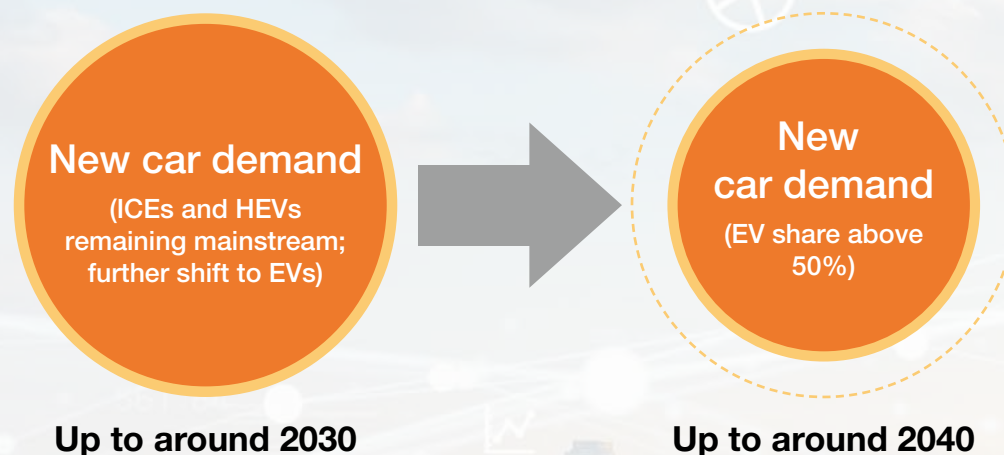 New car demand
(ICEs and HEVs
remaining mainstream;
further shift to EVs)
Up to around 2030
New
car demand
(EV share above
50%)
Up to around 2040